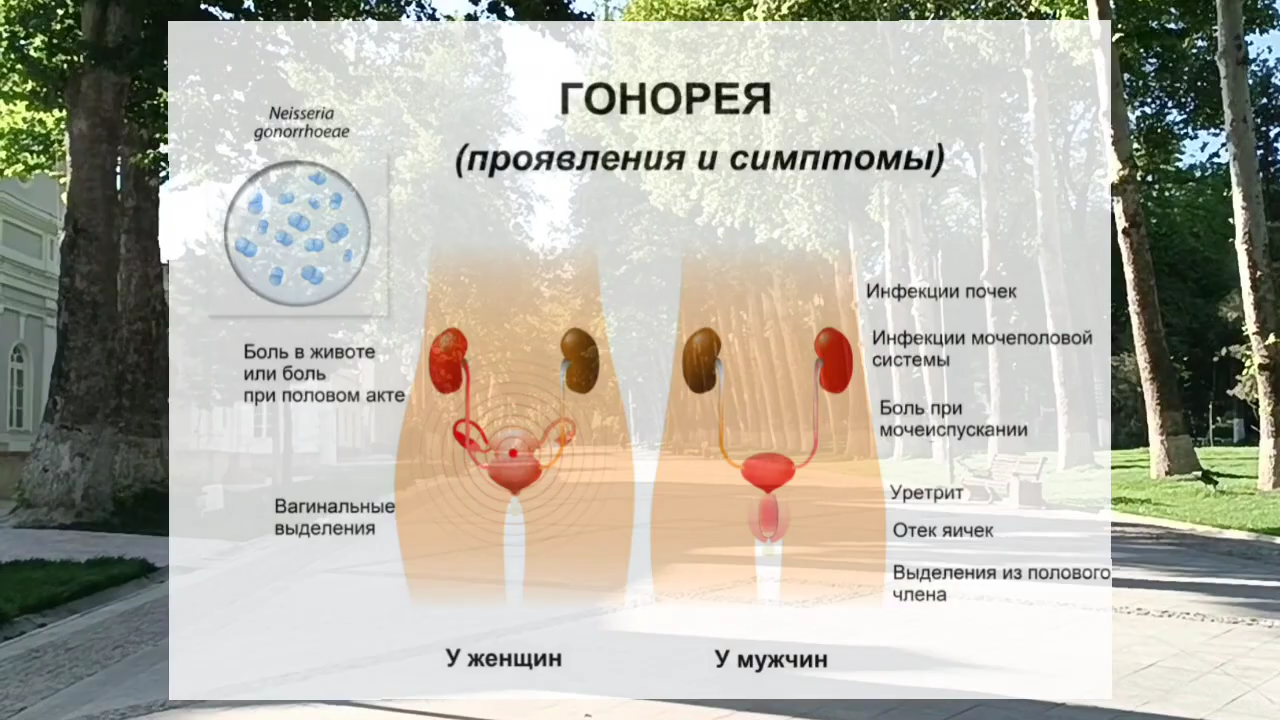 ГОНОРЕЯ
(проявления и симптомы)
Neisseria
gonorrhoeae
Боль в животе
или боль
при половом акте
Вагинальные
выделения
Инфекции почек
Инфекции мочеполовой
системы
Боль при
мочеиспускании
Уретрит
Отек яичек
Выделения из полового
члена
У женщин
У мужчин